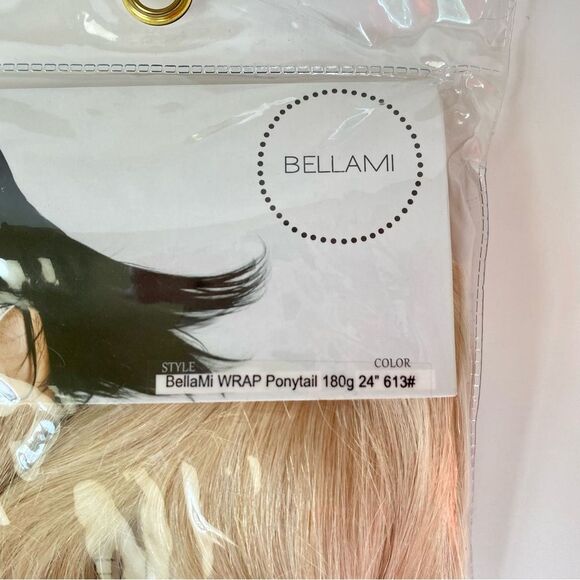 BELLAMI
STYLE COLOR
BellaMi WRAP Ponytail 180g 24" 613#